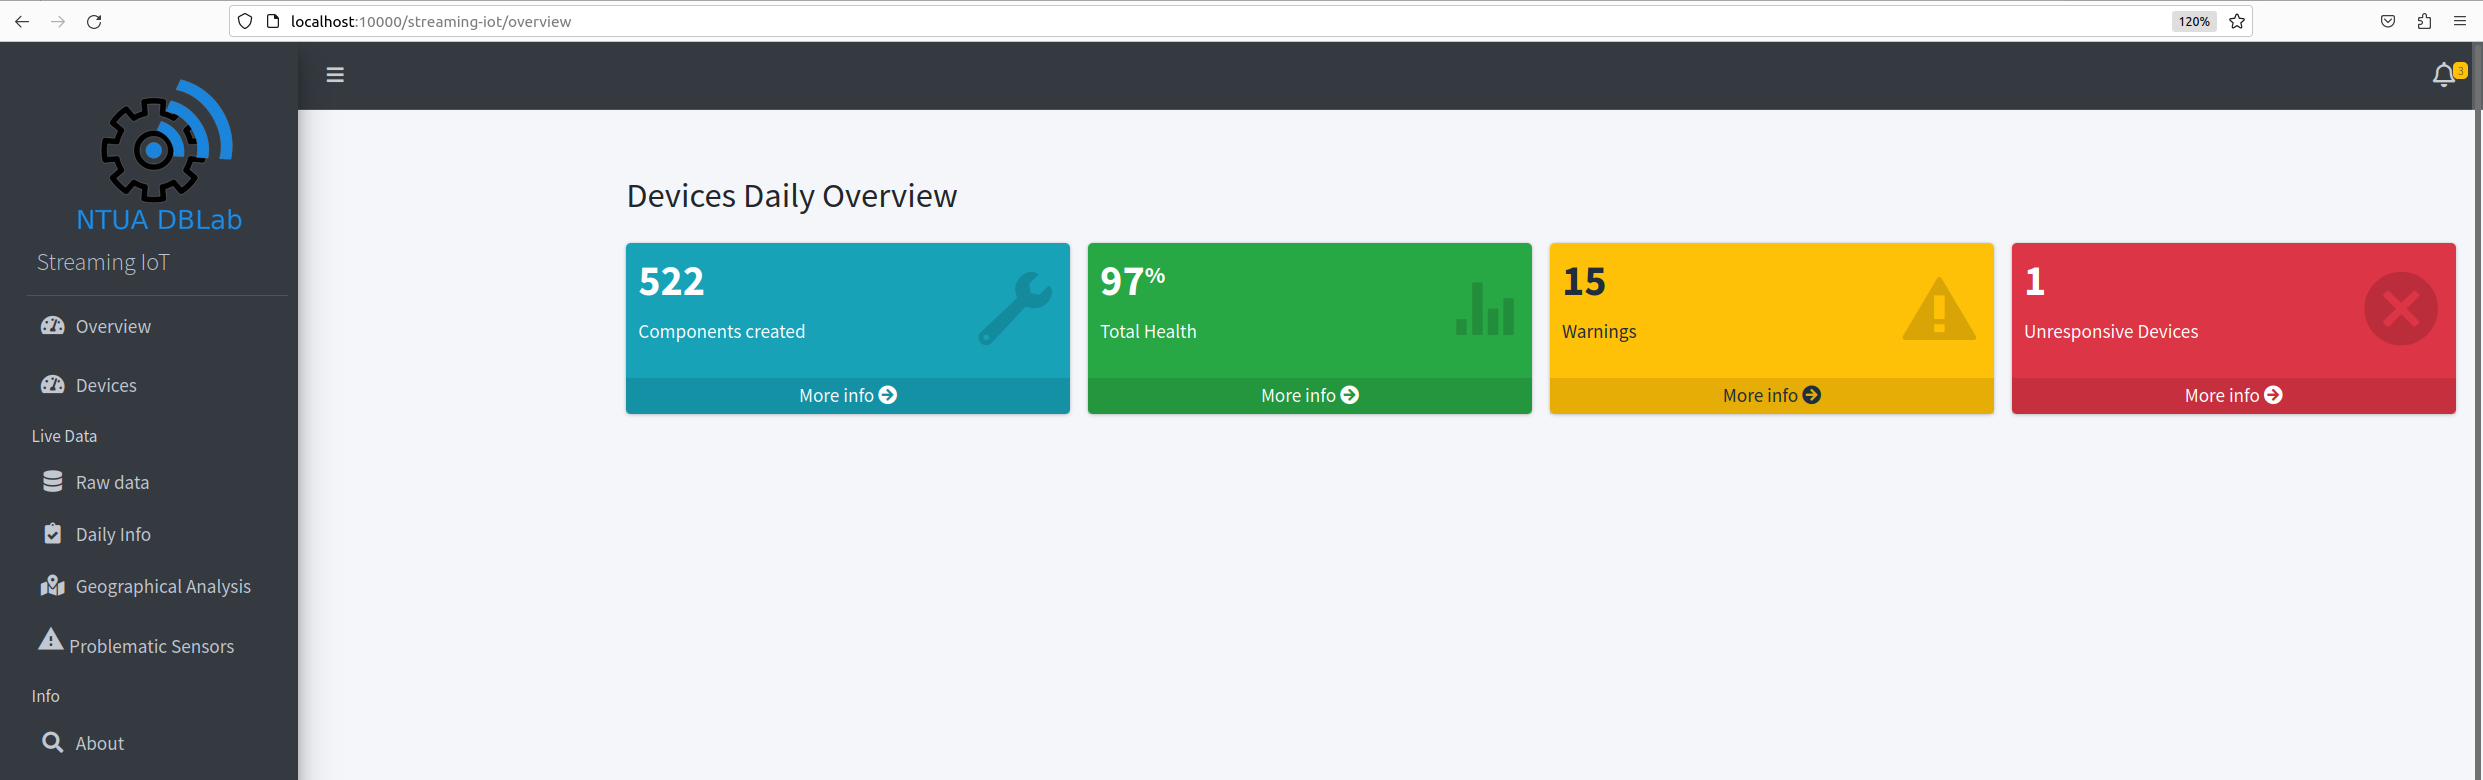 localhost:10000/streaming-iot/overview
120%
3
NTUA DBLab
Streaming IoT
Overview
Devices
Live Data
Raw data
Daily Info
Geographical Analysis
Problematic Sensors
Info
About
Devices Daily Overview
522
Components created
More info
97%
Total Health
More info
15
Warnings
More info
1
Unresponsive Devices
More info